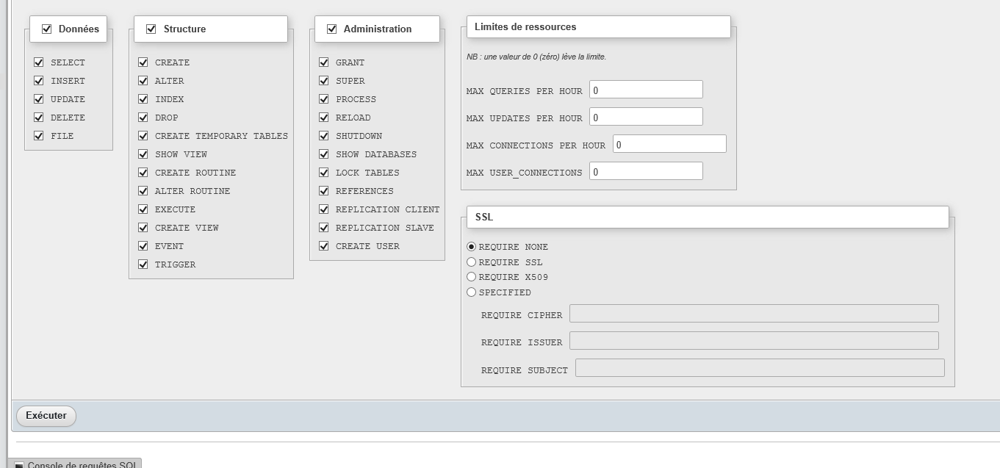 Données
SELECT
INSERT
UPDATE
DELETE
FILE
Structure
CREATE
ALTER
INDEX
DROP
CREATE TEMPORARY TABLES
SHOW VIEW
CREATE ROUTINE
ALTER ROUTINE
EXECUTE
CREATE VIEW
EVENT
TRIGGER
Administration
GRANT
SUPER
PROCESS
RELOAD
SHUTDOWN
SHOW DATABASES
LOCK TABLES
REFERENCES
REPLICATION CLIENT
REPLICATION SLAVE
CREATE USER
Limites de ressources
NB : une valeur de 0 (zéro) lève la limite.
MAX QUERIES PER HOUR 0
MAX UPDATES PER HOUR 0
MAX CONNECTIONS PER HOUR 0
MAX USER_CONNECTIONS 0
SSL
REQUIRE NONE
REQUIRE SSL
REQUIRE X509
SPECIFIED
REQUIRE CIPHER
REQUIRE ISSUER
REQUIRE SUBJECT
Exécuter
Console de requêtes SQL